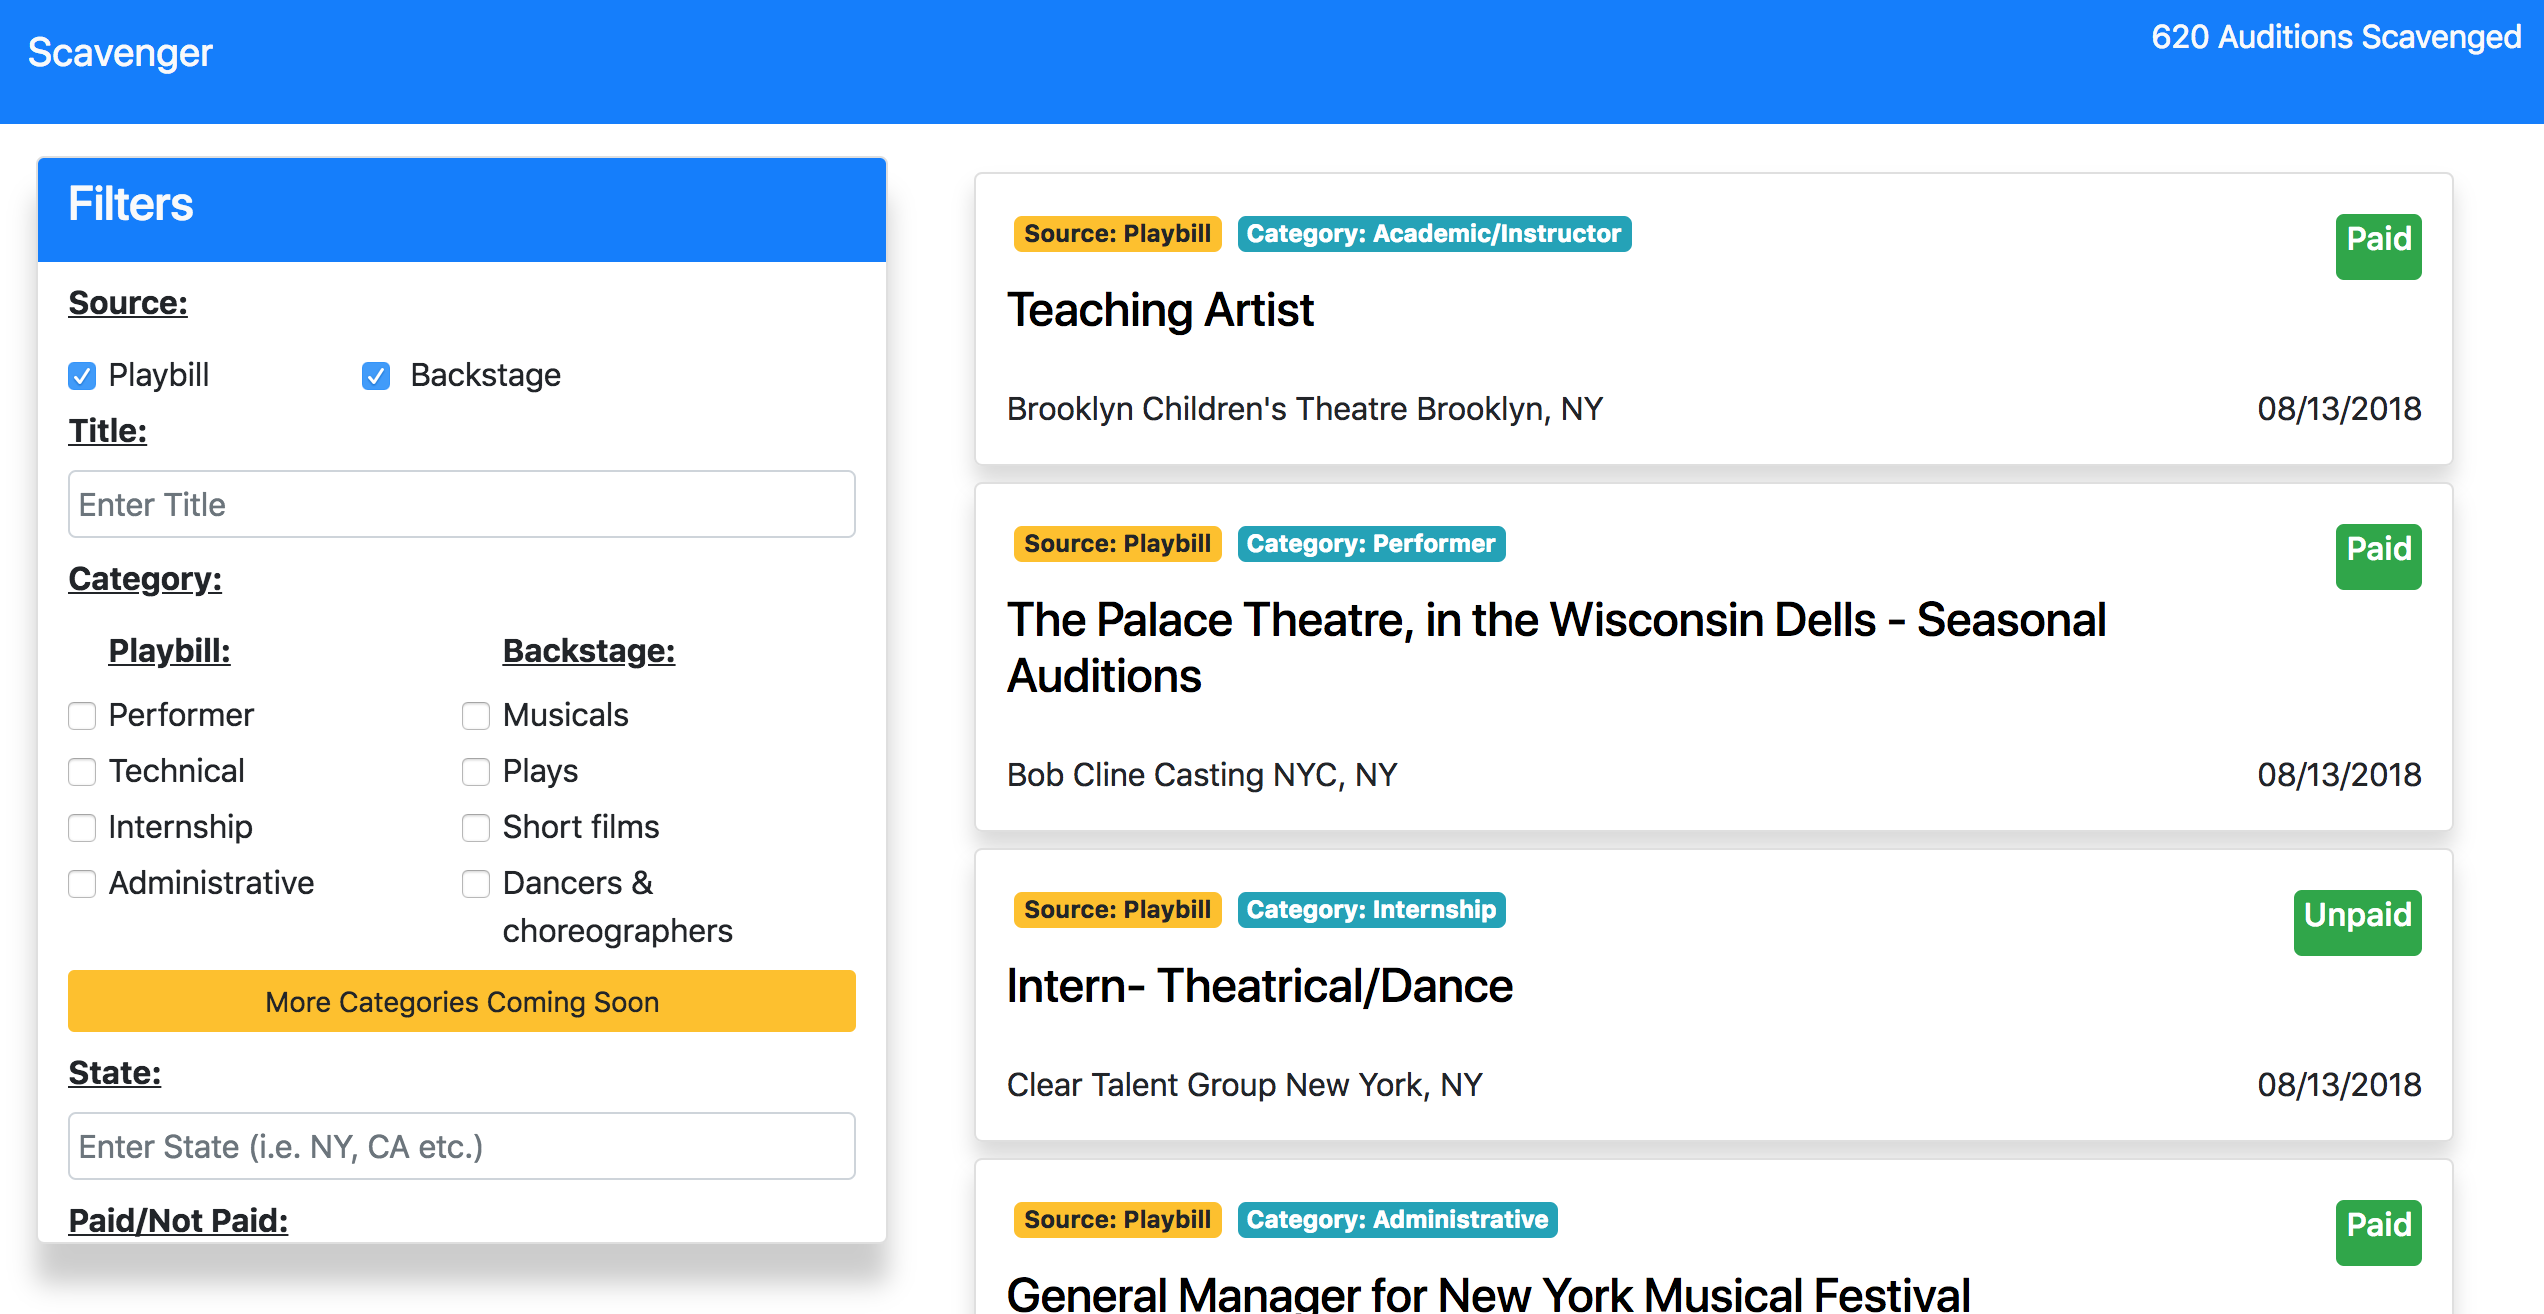 Scavenger
620 Auditions Scavenged
Filters
Source:
Playbill
Backstage
Title:
Enter Title
Category:
Playbill:
Backstage:
Performer
Musicals
Technical
Plays
Internship
Short films
Administrative
Dancers &
choreographers
More Categories Coming Soon
State:
Enter State (i.e. NY, CA etc.)
Paid/Not Paid:
Source: Playbill
Category: Academic/Instructor
Paid
Teaching Artist
Brooklyn Children's Theatre Brooklyn, NY
08/13/2018
Source: Playbill
Category: Performer
Paid
The Palace Theatre, in the Wisconsin Dells - Seasonal
Auditions
Bob Cline Casting NYC, NY
08/13/2018
Source: Playbill
Category: Internship
Unpaid
Intern- Theatrical/Dance
Clear Talent Group New York, NY
08/13/2018
Source: Playbill
Category: Administrative
Paid
General Manager for New York Musical Festival